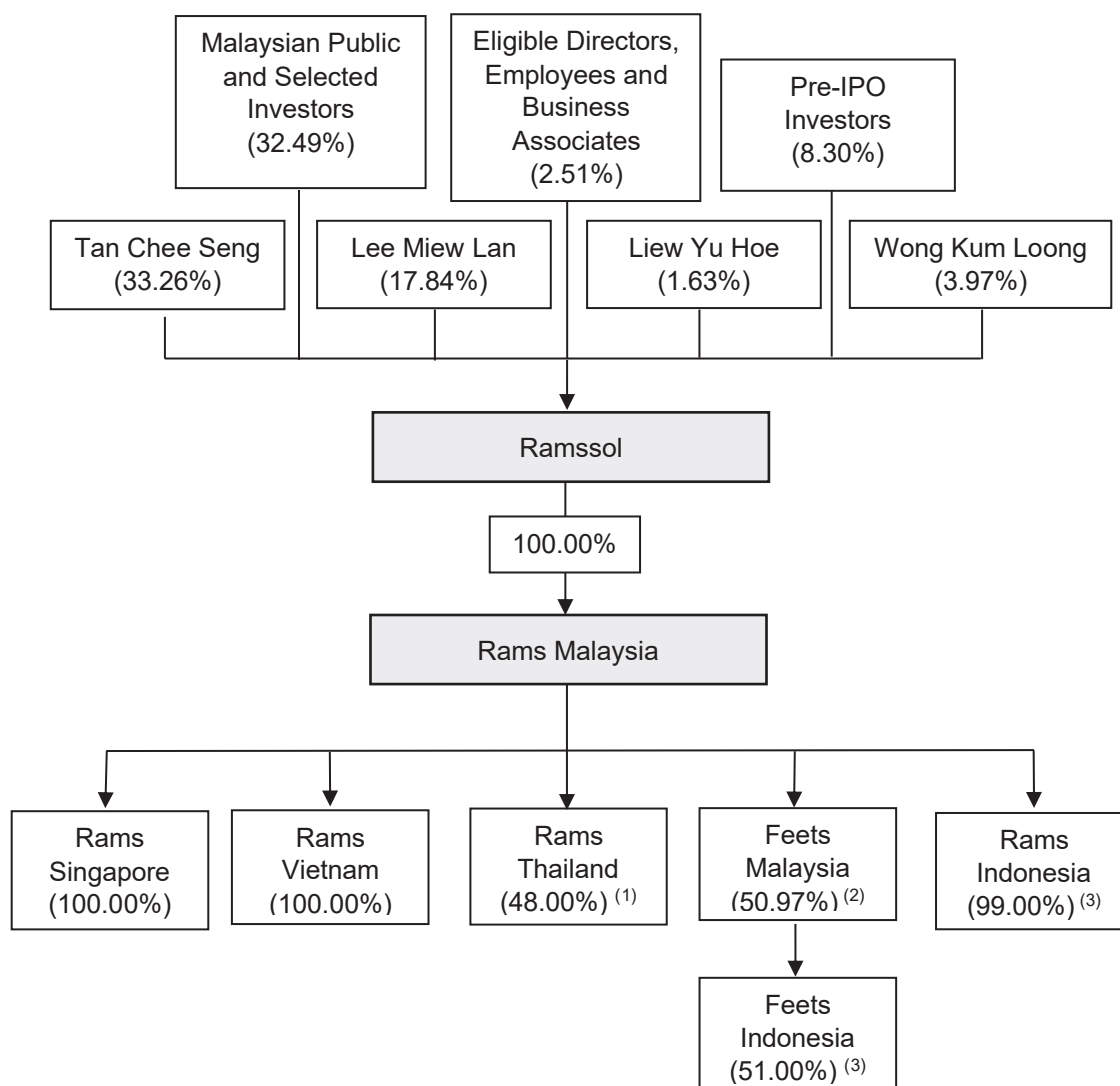 Malaysian Public
and Selected
Investors
(32.49%)
Eligible Directors,
Employees and
Business
Associates
(2.51%)
Pre-IPO
Investors
(8.30%)
Tan Chee Seng
(33.26%)
Lee Miew Lan
(17.84%)
Liew Yu Hoe
(1.63%)
Wong Kum Loong
(3.97%)
Ramssol
100.00%
Rams Malaysia
Rams
Singapore
(100.00%)
Rams
Vietnam
(100.00%)
Rams
Thailand
(48.00%) (1)
Feets
Malaysia
(50.97%) (2)
Rams
Indonesia
(99.00%) (3)
Feets
Indonesia
(51.00%) (3)